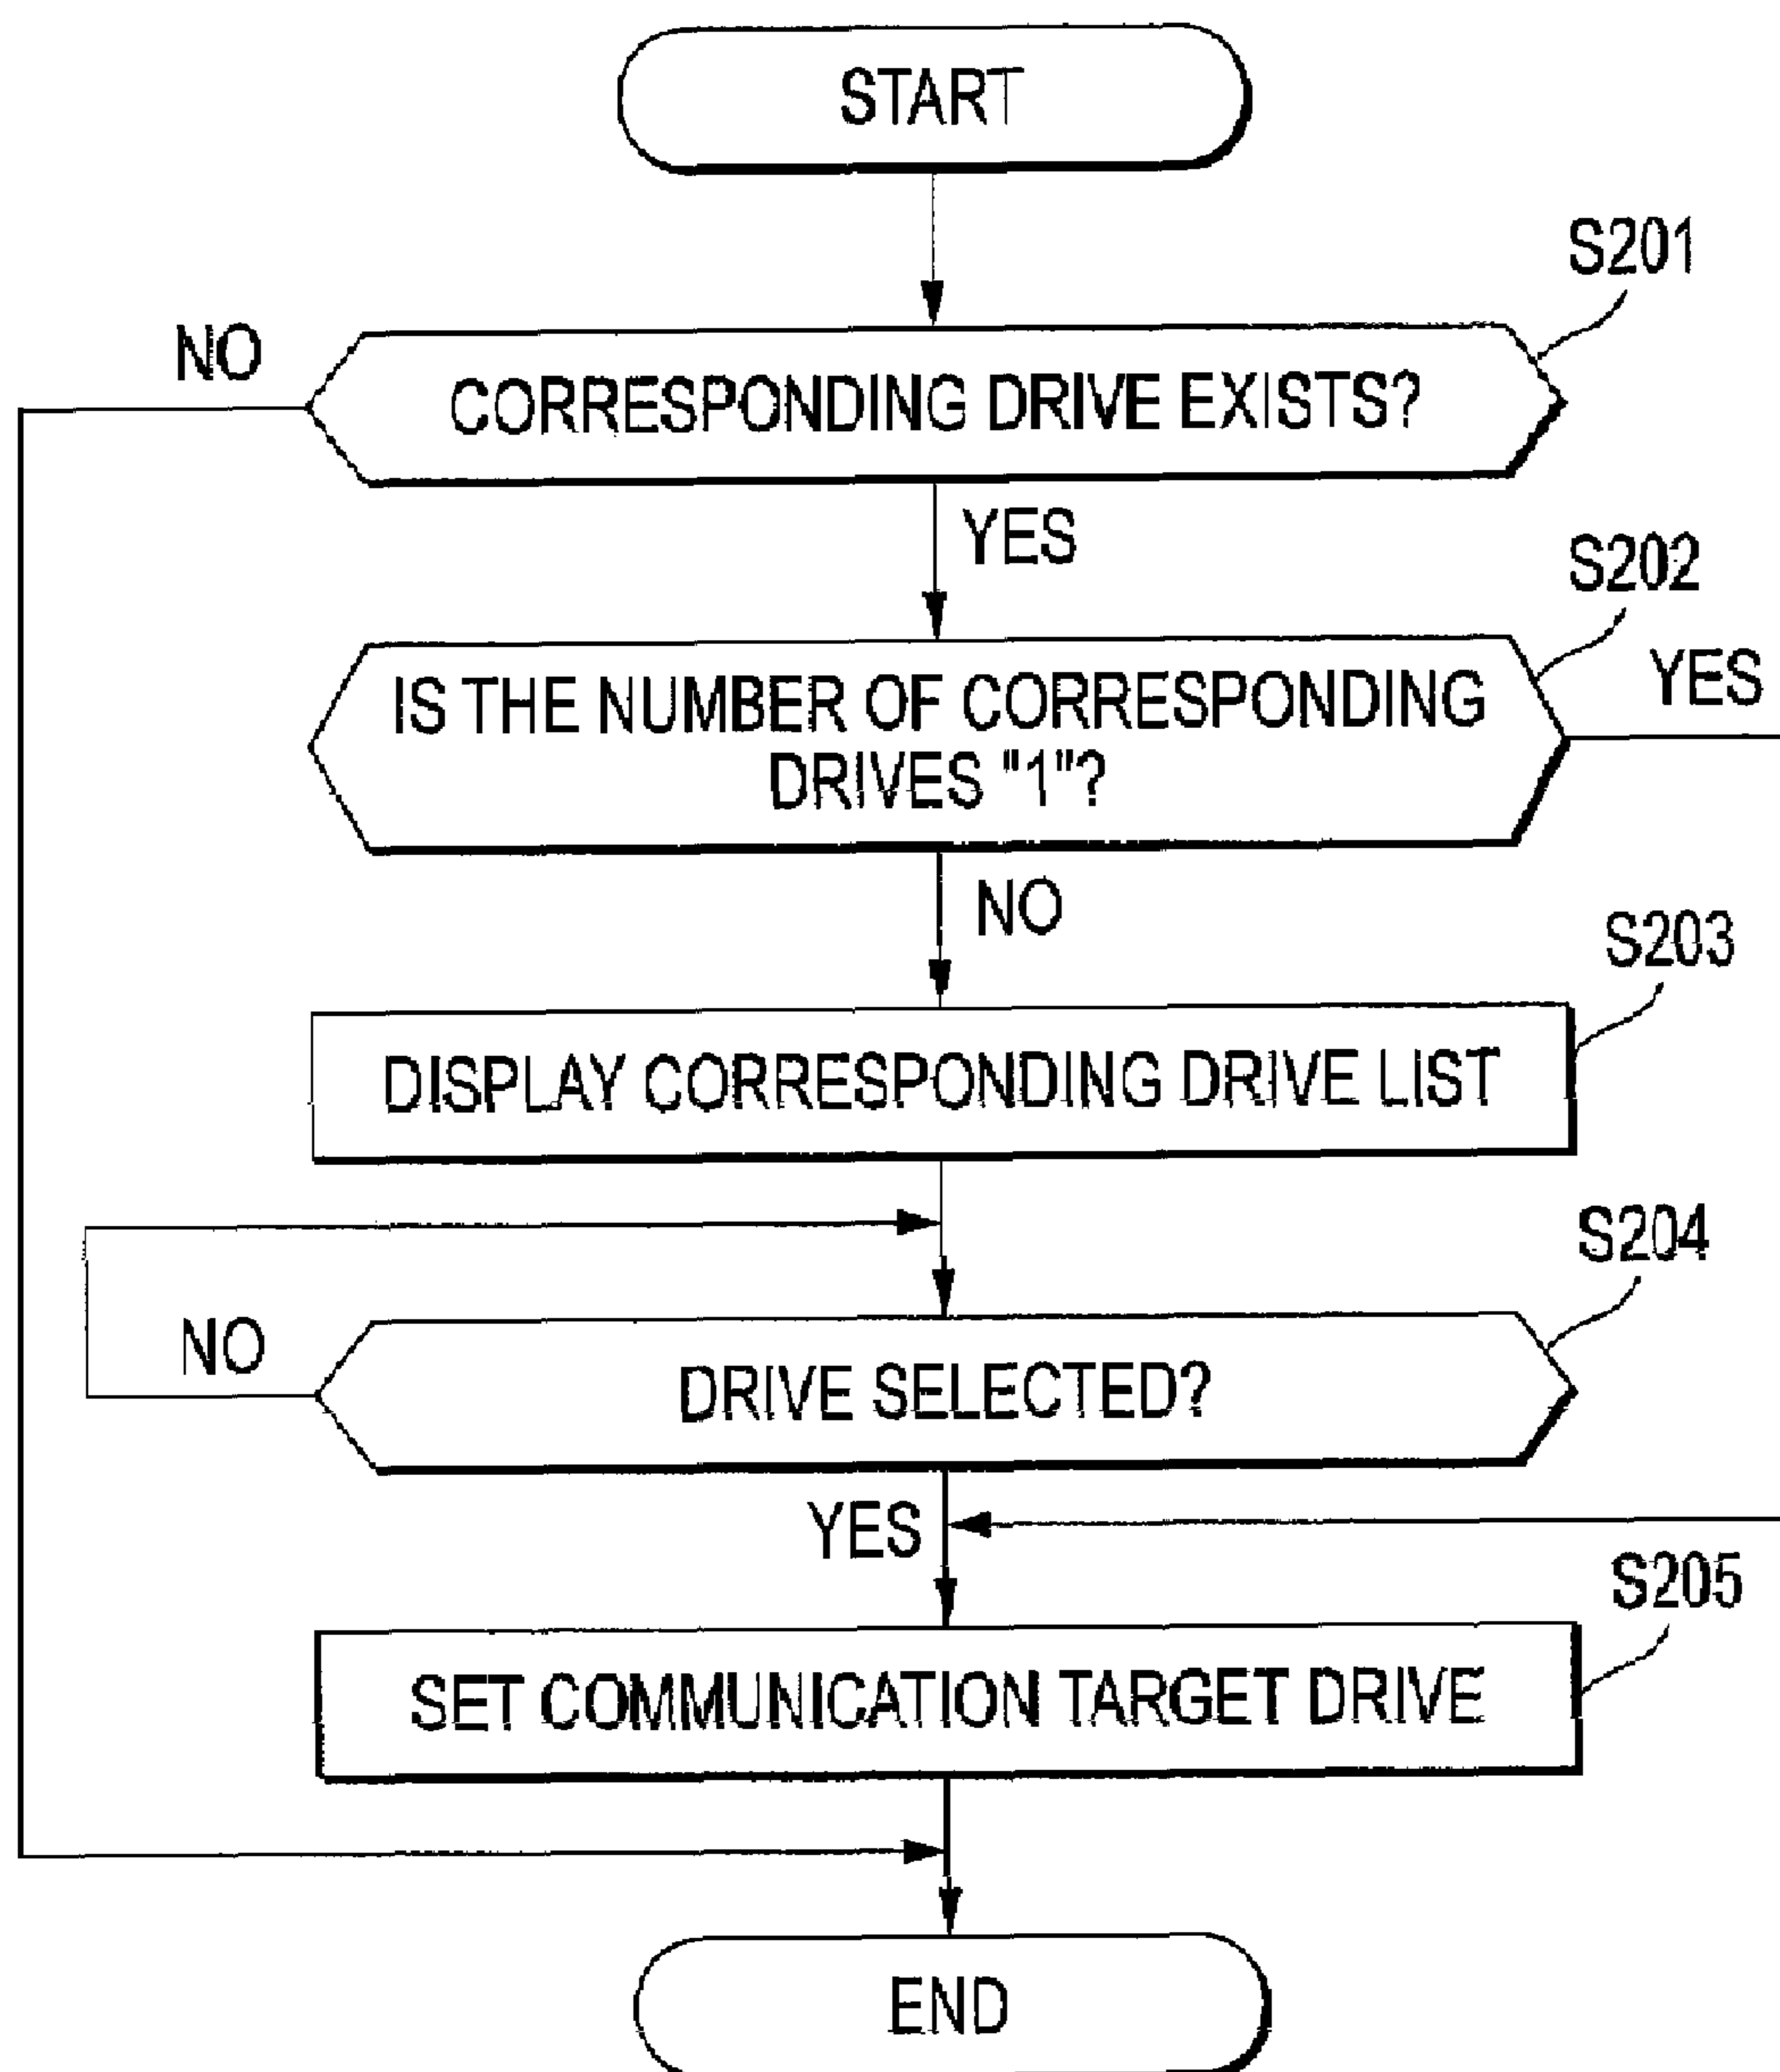 START
S201
NO
CORRESPONDING DRIVE EXISTS?
YES
S202
YES
IS THE NUMBER OF CORRESPONDING
DRIVES "1"?
NO
S203
DISPLAY CORRESPONDING DRIVE LIST
S204
NO
DRIVE SELECTED?
YES
S205
SET COMMUNICATION TARGET DRIVE
END